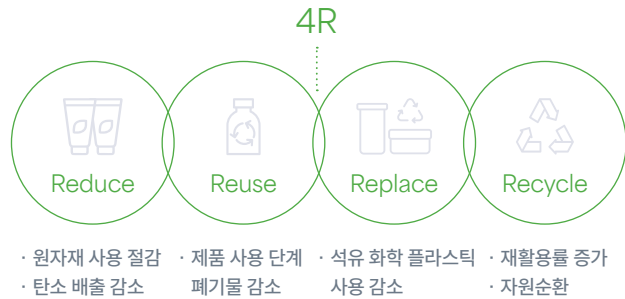 4R
Reduce
Reuse
Replace
Recycle
· 원자재 사용 절감
· 탄소 배출 감소
· 제품 사용 단계
폐기물 감소
· 석유 화학 플라스틱
사용 감소
· 재활용률 증가
· 자원순환